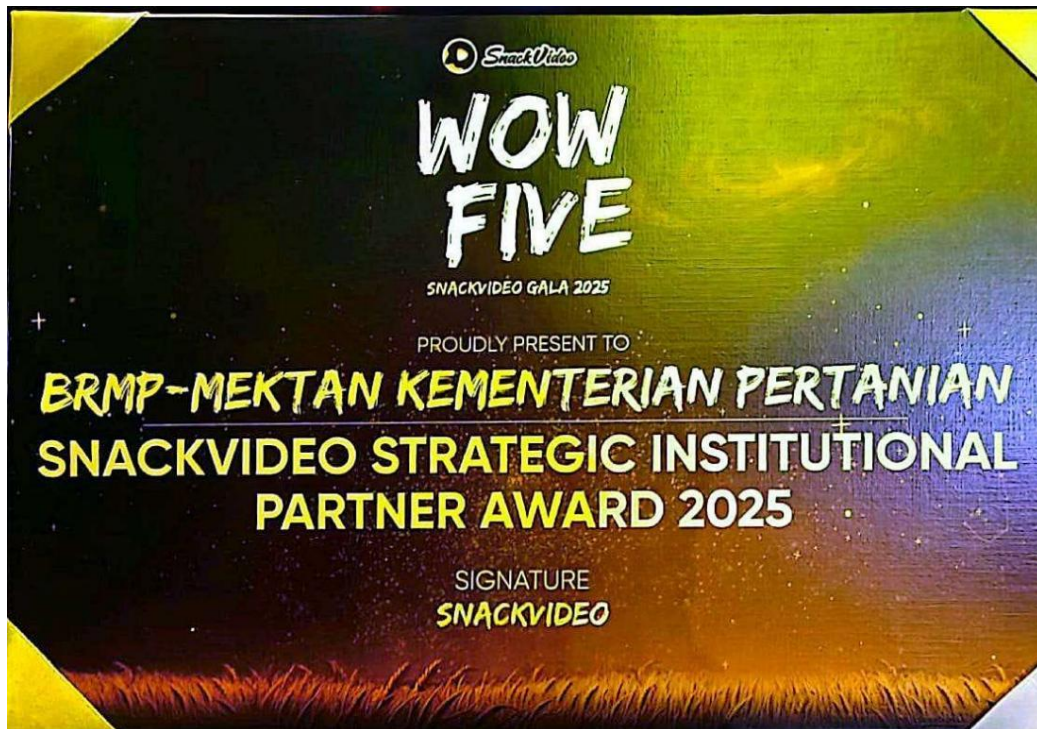 SnackVideo
WOW
FIVE
SNACKVIDEO GALA 2025
PROUDLY PRESENT TO
BRMP-MEKTAN KEMENTERIAN PERTANIAN
SNACKVIDEO STRATEGIC INSTITUTIONAL
PARTNER AWARD 2025
SIGNATURE
SNACKVIDEO